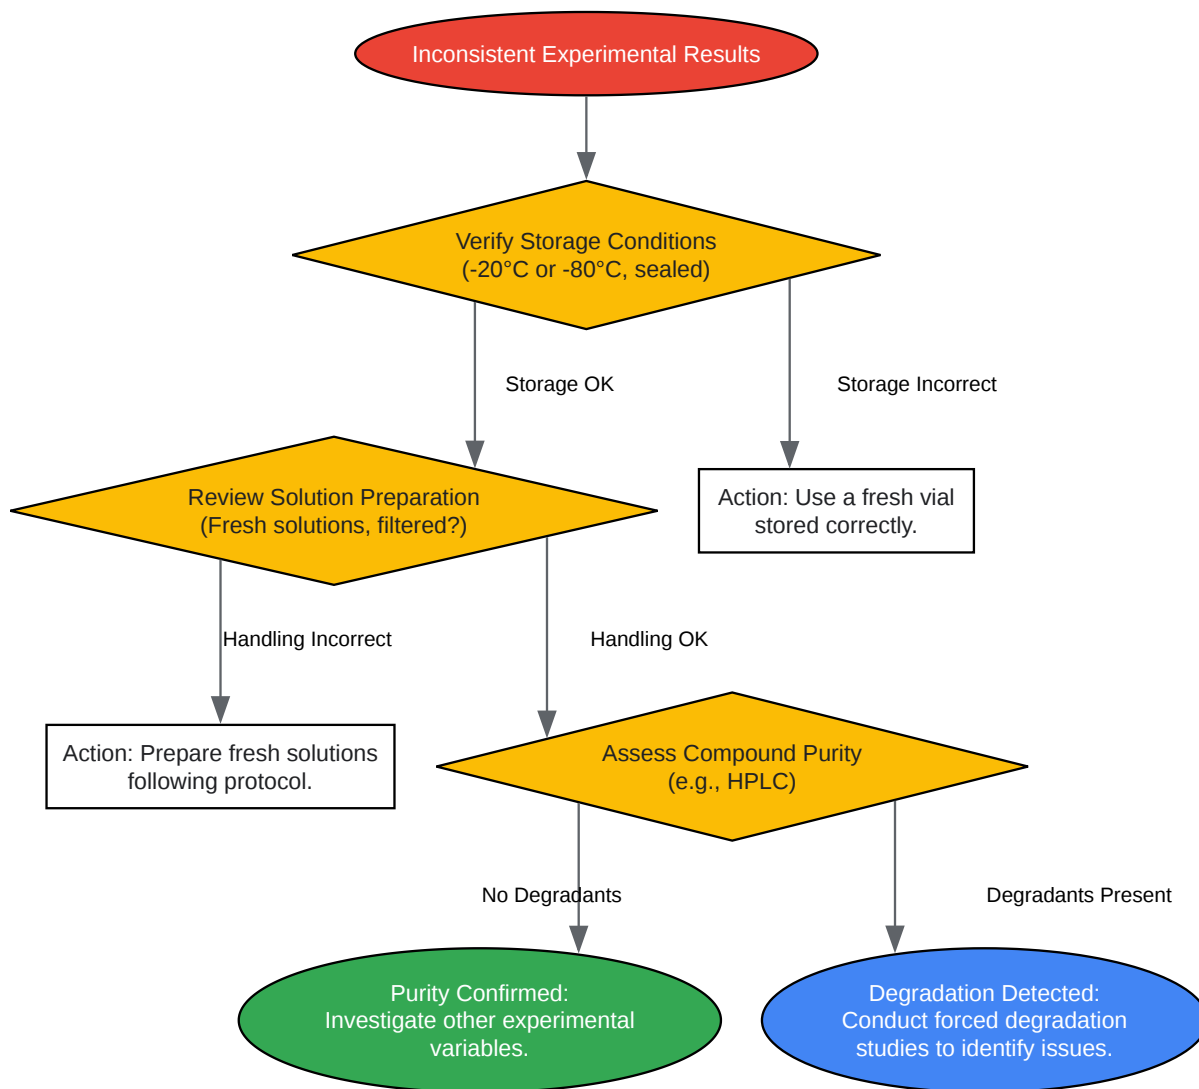 Inconsistent Experimental Results
Verify Storage Conditions
(-20°C or -80°C, sealed)
Storage OK
Storage Incorrect
Review Solution Preparation
(Fresh solutions, filtered?)
Action: Use a fresh vial
stored correctly.
Handling Incorrect
Handling OK
Action: Prepare fresh solutions
following protocol.
Assess Compound Purity
(e.g., HPLC)
No Degradants
Degradants Present
Purity Confirmed:
Investigate other experimental
variables.
Degradation Detected:
Conduct forced degradation
studies to identify issues.